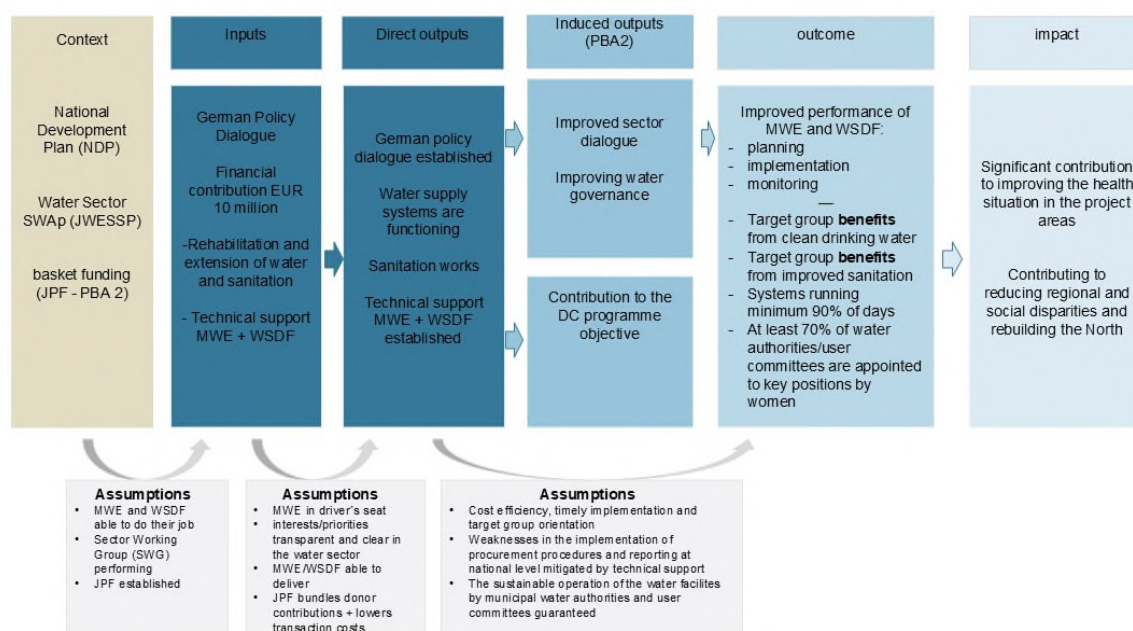 Context
National
Development
Plan (NDP)
Water Sector
SWAp (JWESSP)
basket funding
(JPF - PBA 2)
Inputs
German Policy
Dialogue
Financial
contribution EUR
10 million
-Rehabilitation and
extension of water
and sanitation
- Technical support
MWE + WSDF
Direct outputs
German policy
dialogue established
Water supply
systems are
functioning
Sanitation works
Technical support
MWE + WSDF
established
Induced outputs
(PBA2)
Improved sector
dialogue
Improving water
governance
Contribution to the
DC programme
objective
outcome
Improved performance of
MWE and WSDF:
- planning
- implementation
- monitoring
—
- Target group benefits
from clean drinking water
- Target group benefits
from improved sanitation
- Systems running
minimum 90% of days
- At least 70% of water
authorities/user
committees are appointed
to key positions by
women
impact
Significant contribution
to improving the health
situation in the project
areas
Contributing to
reducing regional and
social disparities and
rebuilding the North
Assumptions
• MWE and WSDF
able to do their job
• Sector Working
Group (SWG)
performing
• JPF established
Assumptions
• MWE in driver's seat
• interests/priorities
transparent and clear in
the water sector
• MWE/WSDF able to
deliver
• JPF bundles donor
contributions + lowers
transaction costs.
Assumptions
• Cost efficiency, timely implementation and
target group orientation
• Weaknesses in the implementation of
procurement procedures and reporting at
national level mitigated by technical support
• The sustainable operation of the water facilites
by municipal water authorities and user
committees guaranteed